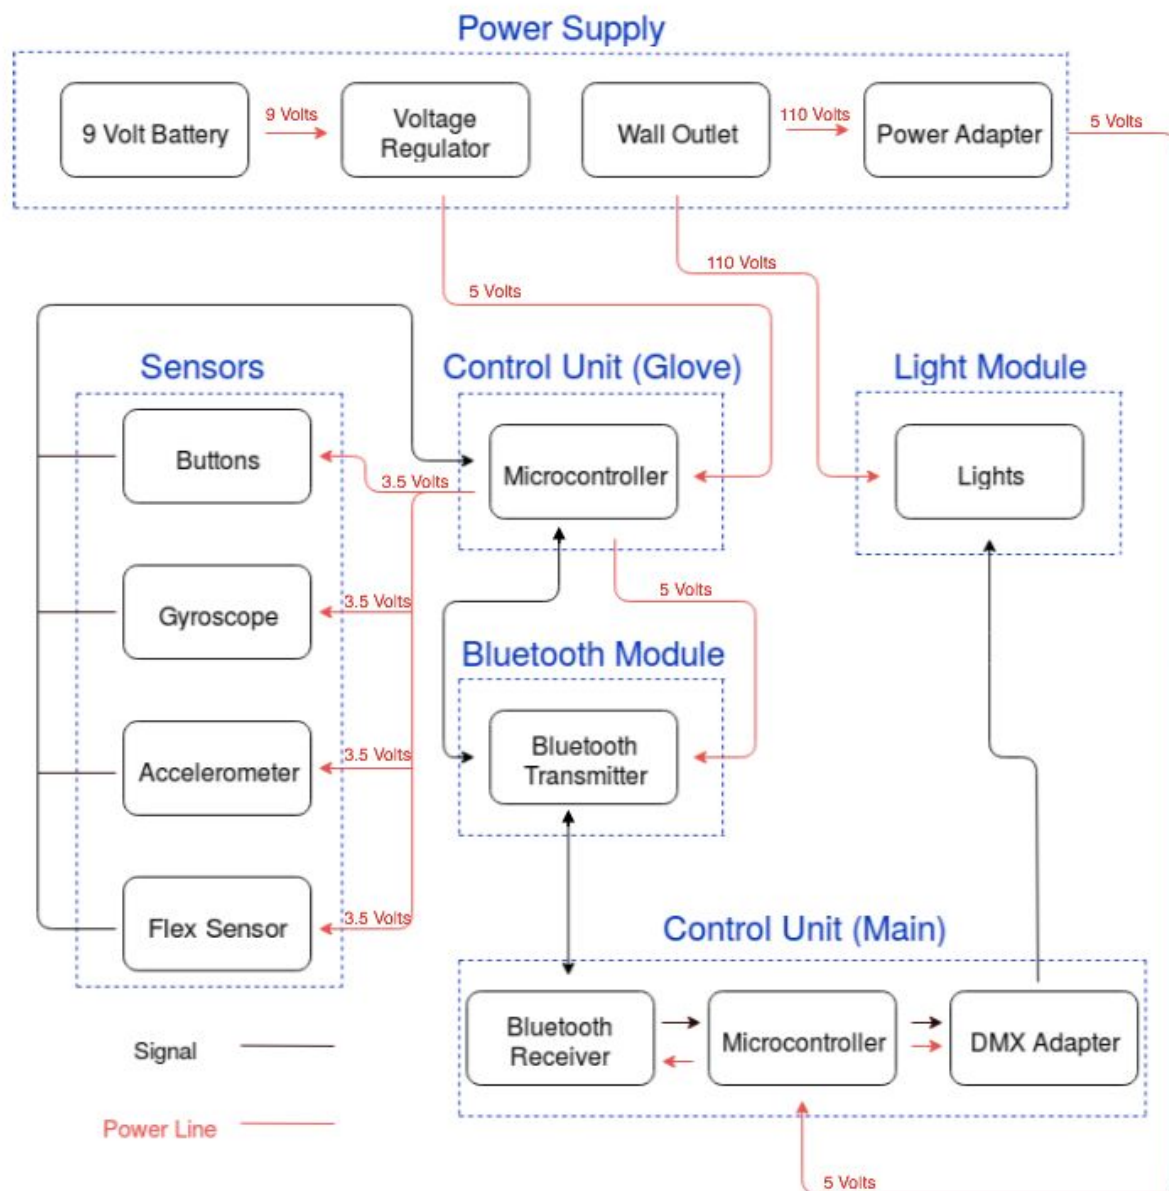 Power Supply
9 Volt Battery
9 Volts
Voltage
Regulator
Wall Outlet
110 Volts
Power Adapter
5 Volts
110 Volts
5 Volts
Sensors
Control Unit (Glove)
Light Module
Buttons
3.5 Volts
Microcontroller
Lights
Gyroscope
3.5 Volts
5 Volts
Bluetooth Module
Accelerometer
3.5 Volts
Bluetooth
Transmitter
Flex Sensor
3.5 Volts
Control Unit (Main)
Bluetooth
Receiver
Microcontroller
DMX Adapter
Signal
Power Line
5 Volts